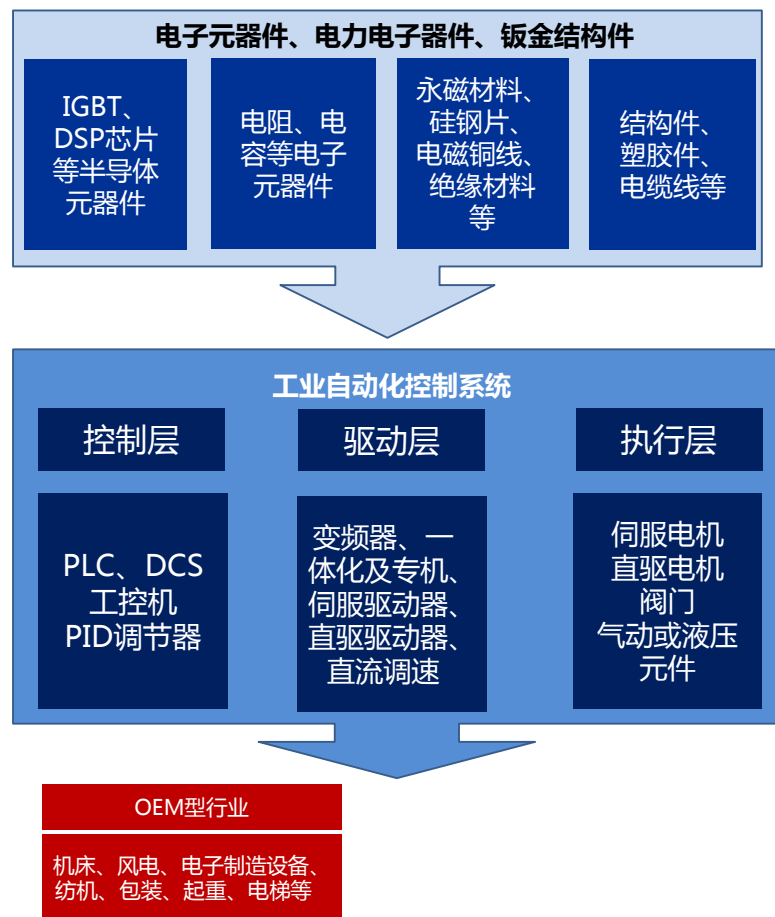 电子元器件、电力电子器件、钣金结构件
IGBT、
DSP芯片
等半导体
元器件
电阻、电
容等电子
元器件
永磁材料、
硅钢片、
电磁铜线、
绝缘材料
等
结构件、
塑胶件、
电缆线等
工业自动化控制系统
控制层
驱动层
执行层
PLC、DCS
工控机
PID调节器
变频器、一
体化及专机、
伺服驱动器、
直驱驱动器、
直流调速
伺服电机
直驱电机
阀门
气动或液压
元件
OEM型行业
机床、风电、电子制造设备、
纺机、包装、起重、电梯等